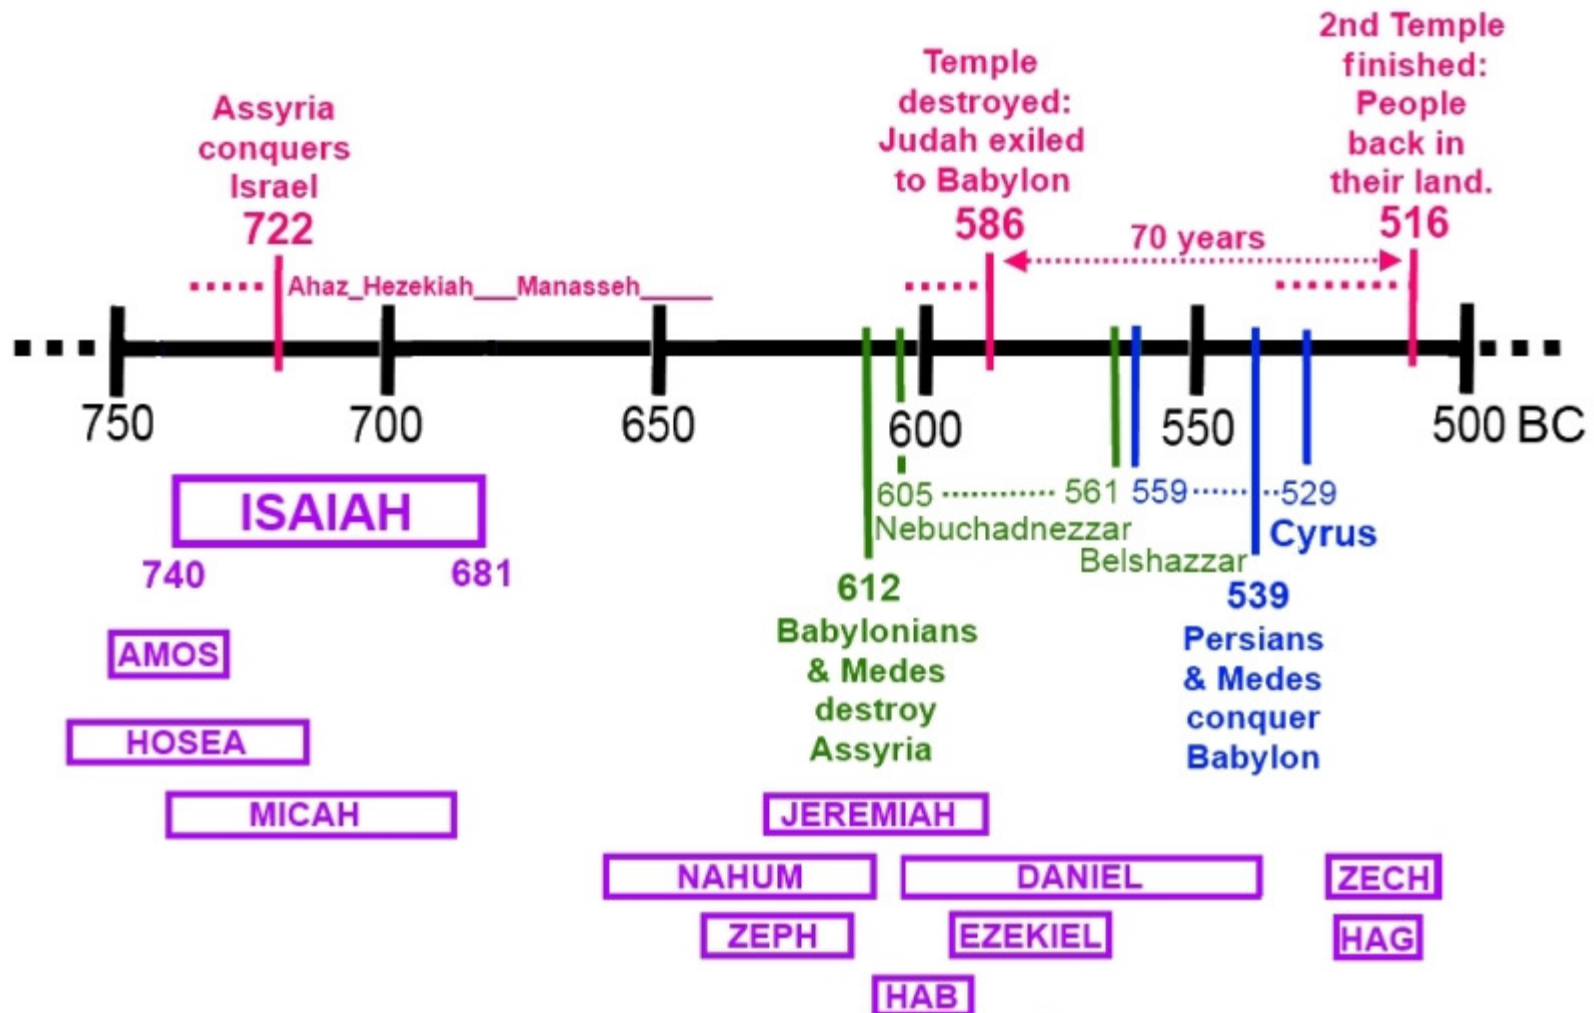 Assyria
conquers
Israel
722
Temple
destroyed:
Judah exiled
to Babylon
586
2nd Temple
finished:
People
back in
their land.
516
70 years
Ahaz_Hezekiah___Manasseh_____
750 700 650 600 550 500 BC
ISAIAH
740 681
605 561
Nebuchadnezzar
Belshazzar
559 529
Cyrus
612
Babylonians
& Medes
destroy
Assyria
539
Persians
& Medes
conquer
Babylon
AMOS
HOSEA
MICAH
JEREMIAH
NAHUM DANIEL ZECH
ZEPH EZEKIEL HAG
HAB